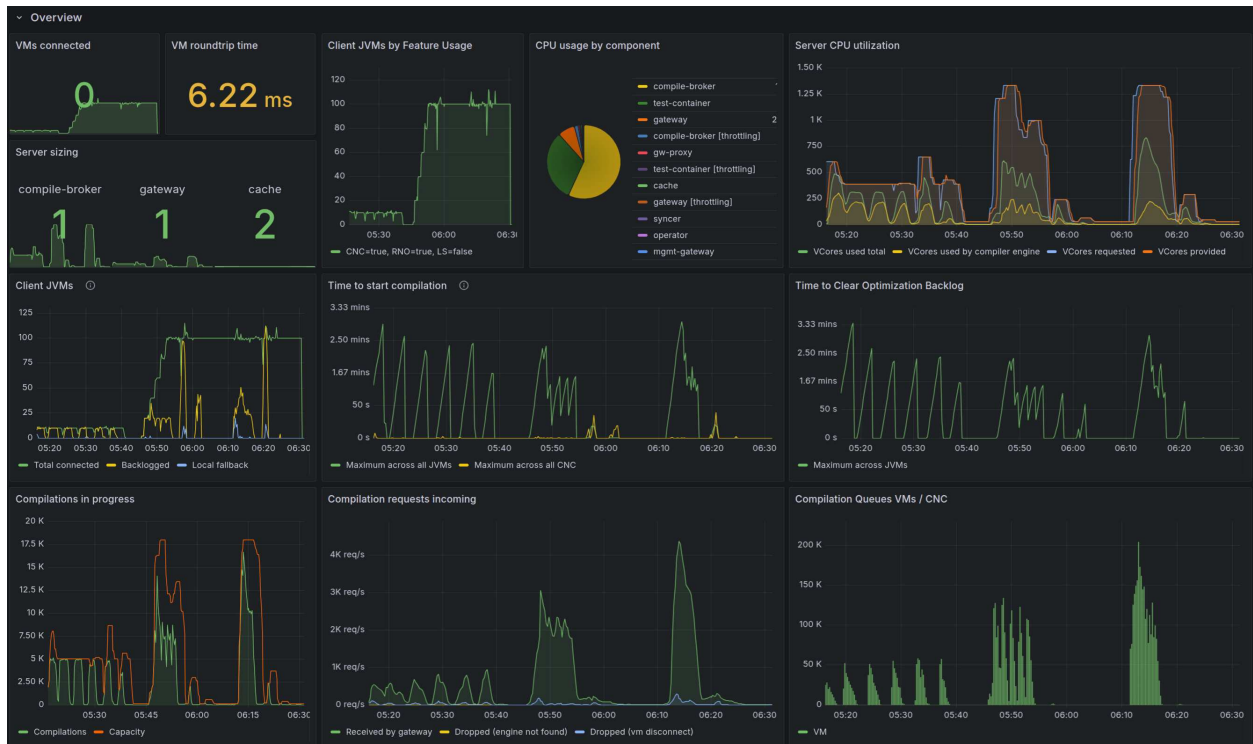 Overview
VMs connected
0
VM roundtrip time
6.22 ms
Server sizing
compile-broker gateway cache
1 1 2
Client JVMs by Feature Usage
120
100
80
60
40
20
0
05:30 06:00 06:3
CNC=true, RNO=true, LS=false
CPU usage by component
compile-broker
test-container
gateway 2
compile-broker [throttling]
gw-proxy
test-container [throttling]
cache
gateway [throttling]
syncer
operator
mgmt-gateway
Server CPU utilization
1.50 K
1.25 K
1 K
750
500
250
0
05:20 05:30 05:40 05:50 06:00 06:10 06:20 06:30
VCores used total VCores used by compiler engine VCores requested VCores provided
Client JVMs
125
100
75
50
25
0
05:20 05:30 05:40 05:50 06:00 06:10 06:20 06:30
Total connected Backlogged Local fallback
Time to start compilation
3.33 mins
2.50 mins
1.67 mins
50 s
0 s
05:20 05:30 05:40 05:50 06:00 06:10 06:20 06:30
Maximum across all JVMs Maximum across all CNC
Time to Clear Optimization Backlog
3.33 mins
2.50 mins
1.67 mins
50 s
0 s
05:20 05:30 05:40 05:50 06:00 06:10 06:20 06:30
Maximum across JVMs
Compilations in progress
20 K
17.5 K
15 K
12.5 K
10 K
7.50 K
5 K
2.50 K
0
05:30 05:45 06:00 06:15 06:30
Compilations Capacity
Compilation requests incoming
4K req/s
3K req/s
2K req/s
1K req/s
0 req/s
05:20 05:30 05:40 05:50 06:00 06:10 06:20 06:30
Received by gateway Dropped (engine not found) Dropped (vm disconnect)
Compilation Queues VMs / CNC
200 K
150 K
100 K
50 K
0
05:20 05:30 05:40 05:50 06:00 06:10 06:20 06:30
VM